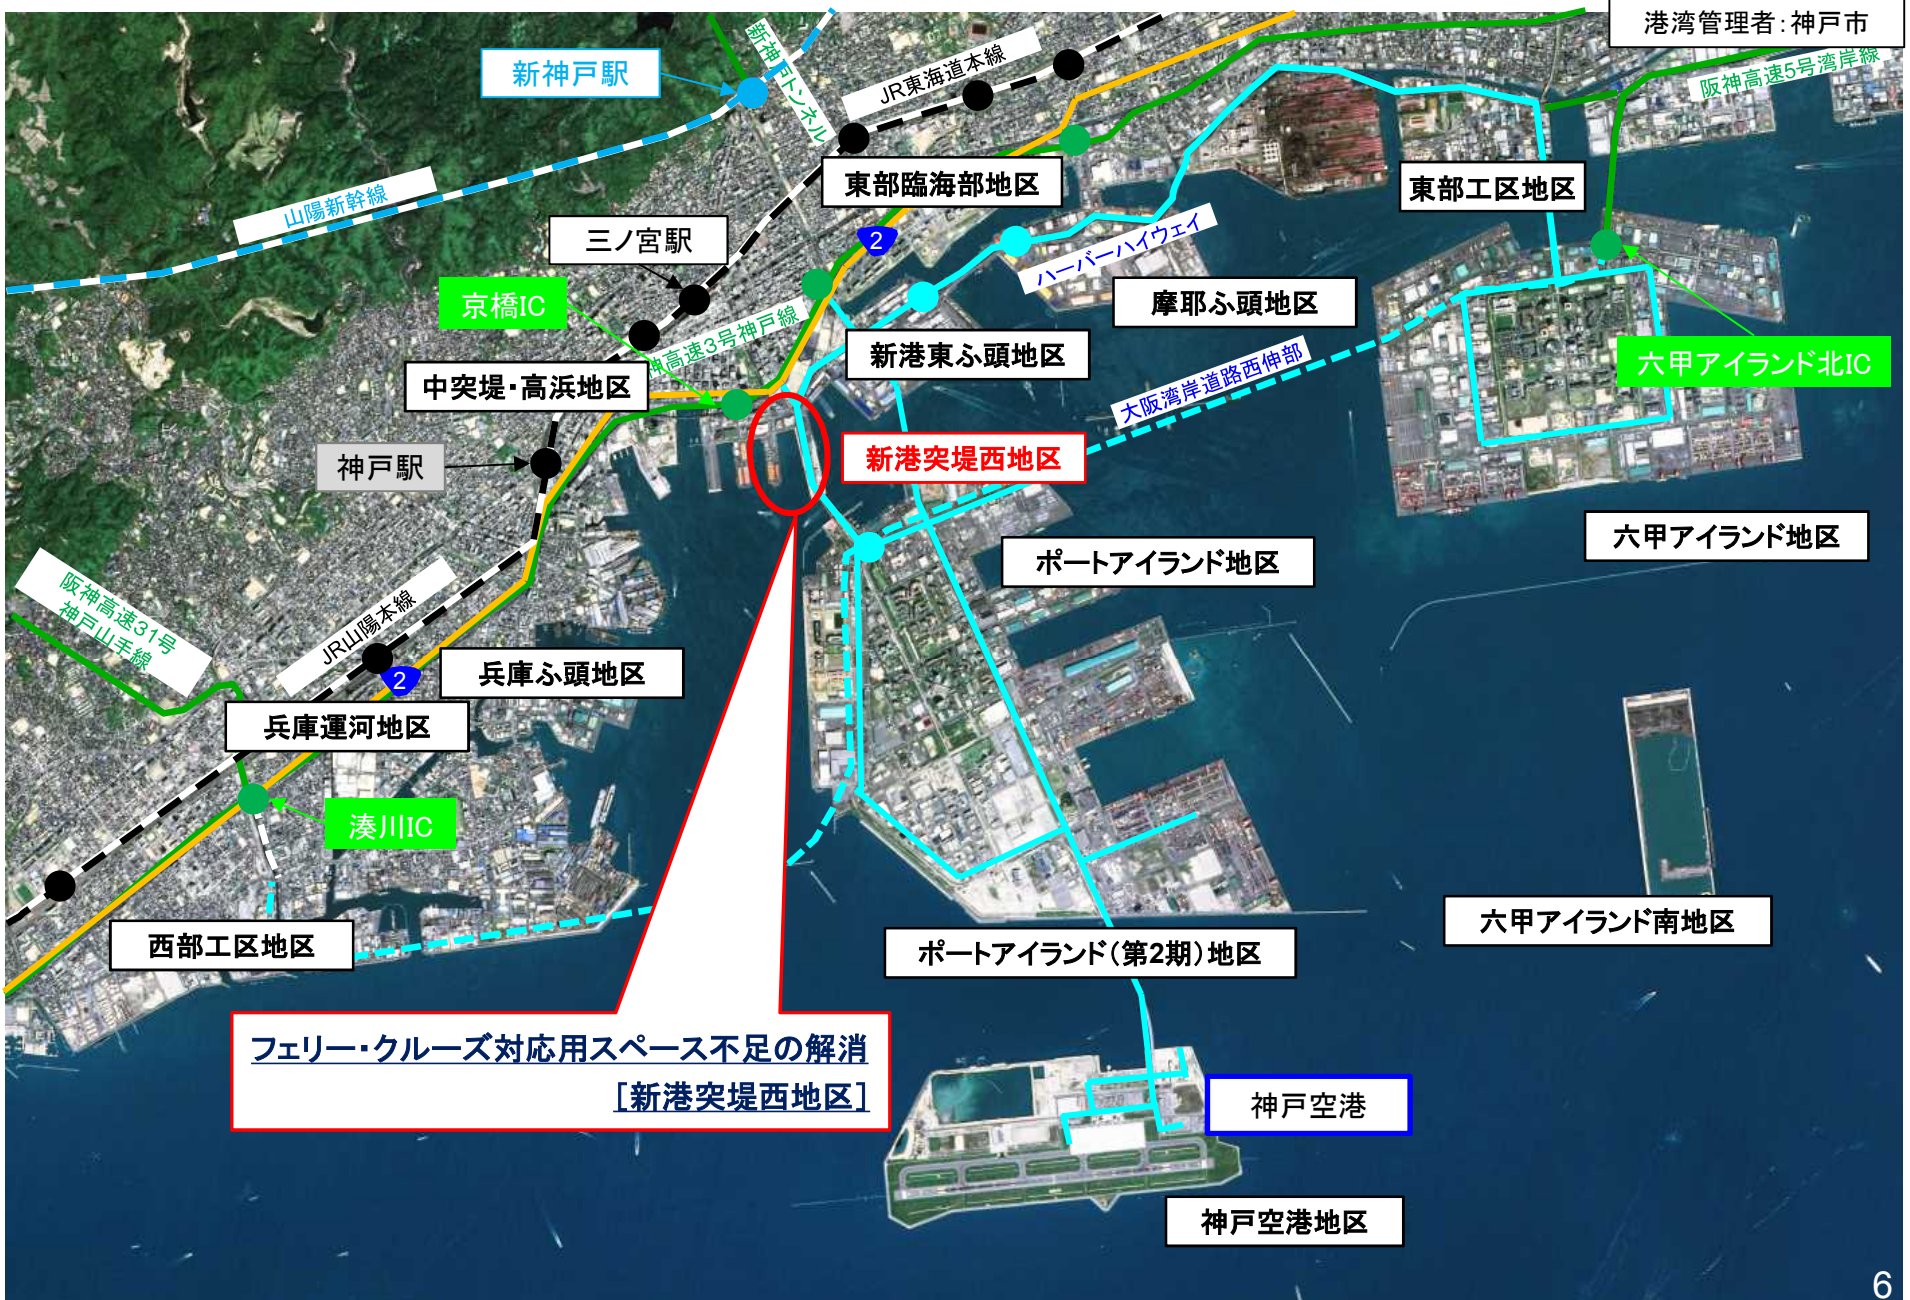 港湾管理者:神戸市
新神戸駅
新神戸トンネル
JR東海道本線
阪神高速5号湾岸線
東部臨海部地区
東部工区地区
山陽新幹線
三ノ宮駅
2
ハーバーハイウェイ
京橋IC
摩耶ふ頭地区
神高速3号神戸線
新港東ふ頭地区
六甲アイランド北IC
中突堤・高浜地区
大阪湾岸道路西伸部
新港突堤西地区
神戸駅
六甲アイランド地区
ポートアイランド地区
阪神高速31号
神戸山手線
JR山陽本線
兵庫ふ頭地区
2
兵庫運河地区
湊川IC
六甲アイランド南地区
西部工区地区
ポートアイランド(第2期)地区
フェリー・クルーズ対応用スペース不足の解消
[新港突堤西地区]
神戸空港
神戸空港地区
6